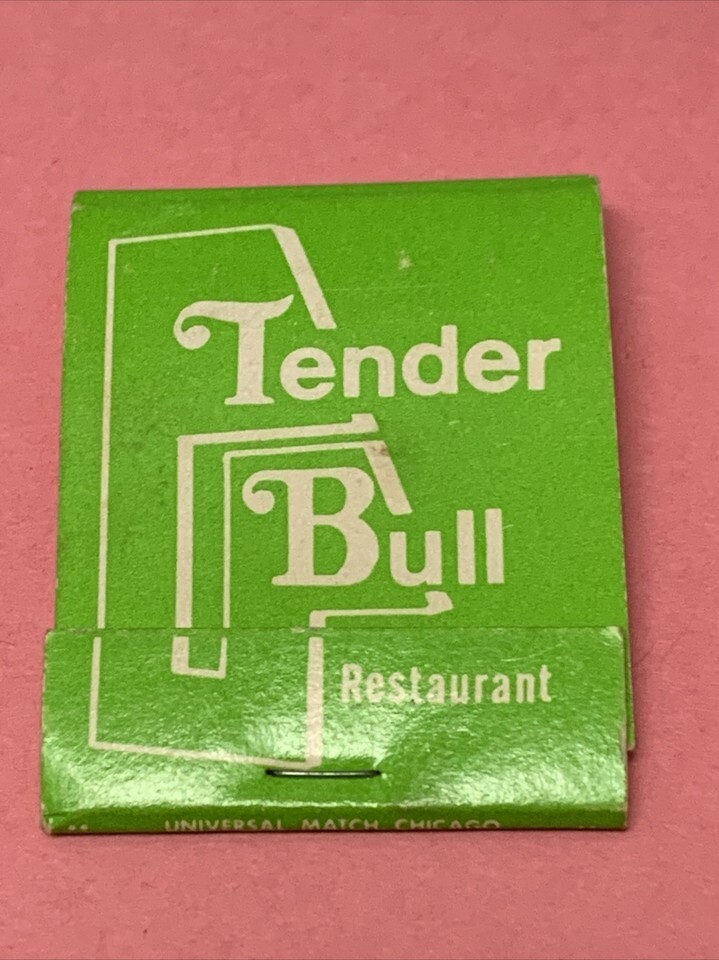 Tender
Bull
Restaurant
UNIVERSAL MATCH CHICAGO